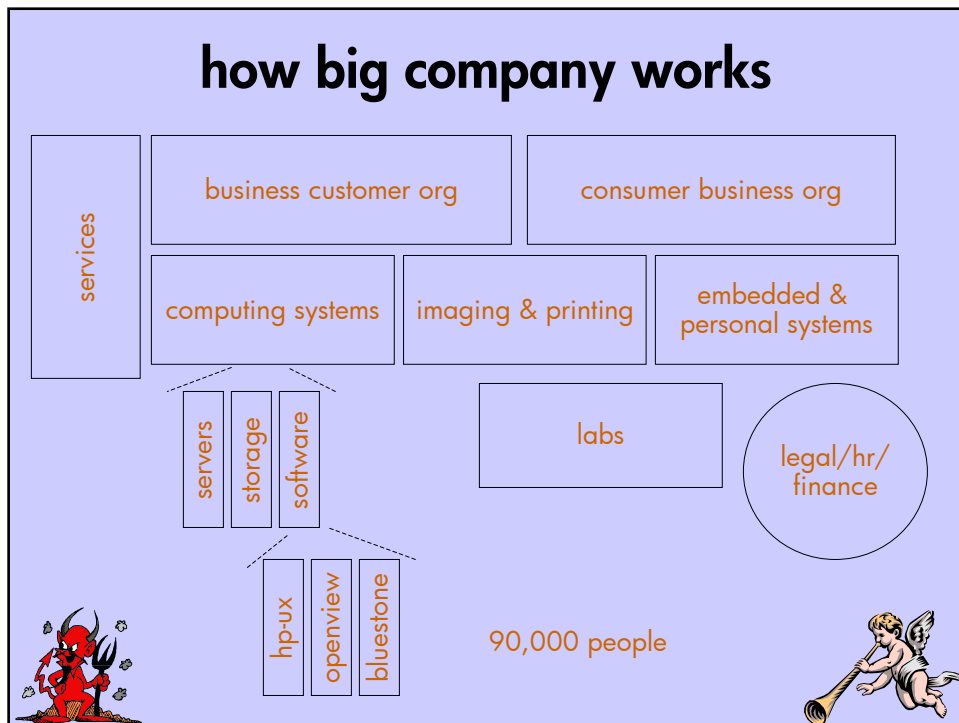 how big company works
services
business customer org
consumer business org
computing systems
imaging & printing
embedded &
personal systems
servers
storage
software
labs
legal/hr/
finance
hp-ux
openview
bluestone
90,000 people